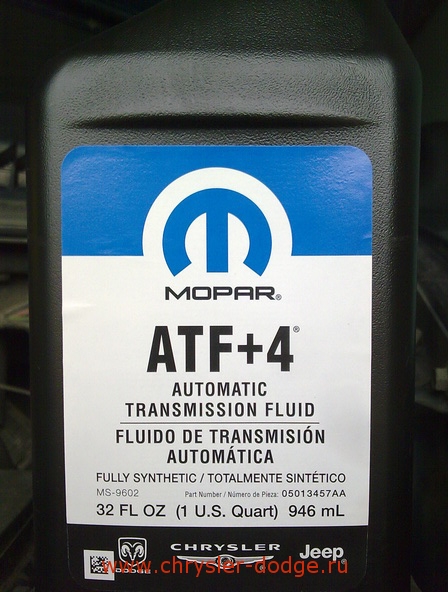 MOPAR®
ATF+4®
AUTOMATIC
TRANSMISSION FLUID
FLUIDO DE TRANSMISIÓN
AUTOMÁTICA
FULLY SYNTHETIC / TOTALMENTE SINTÉTICO
MS-9602 Part Number / Número de Pieza: 05013457AA
32 FL OZ (1 U.S. Quart) 946 mL
DODGE CHRYSLER Jeep®
www.chrysler-dodge.ru